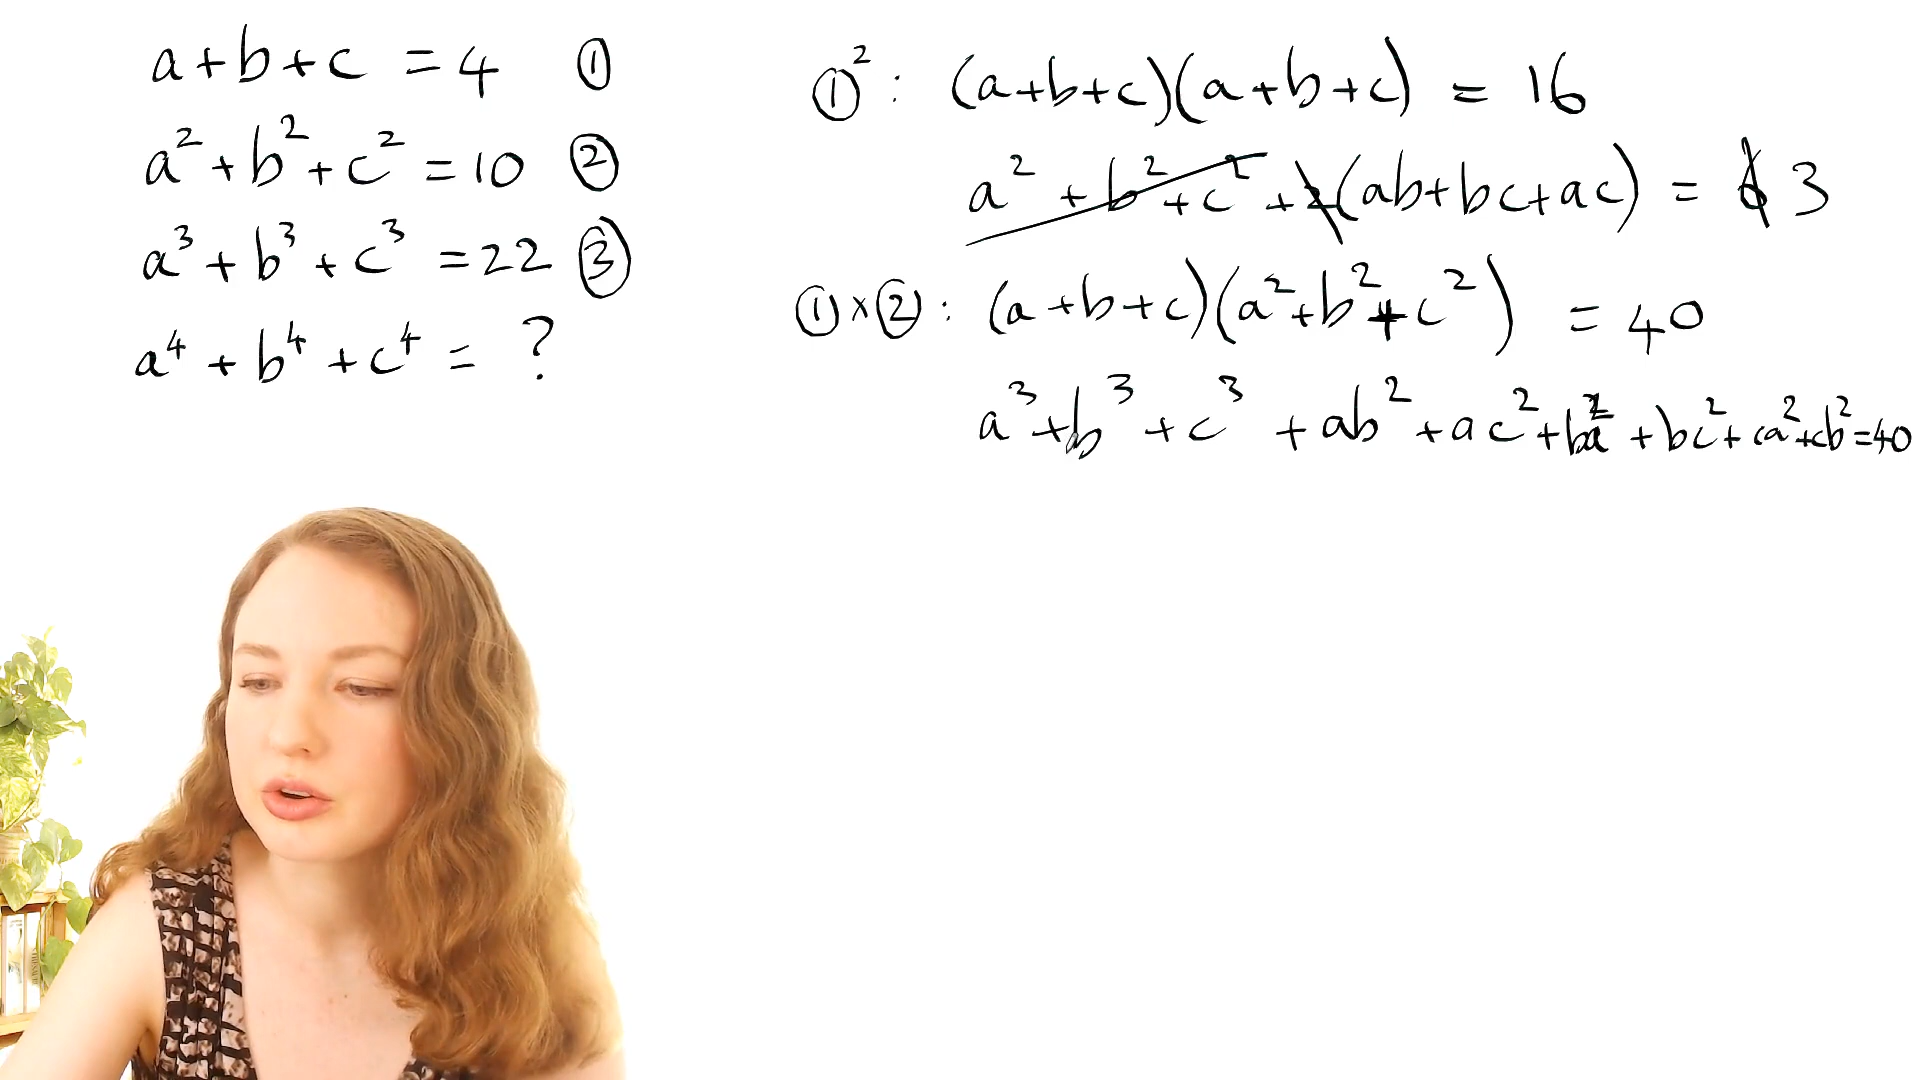 a+b+c = 4 ①
a² + b² + c² = 10 ②
a³ + b³ + c³ = 22 ③
a⁴ + b⁴ + c⁴ = ?
①² : (a+b+c)(a+b+c) = 16
a² + b² + c² + 2(ab+bc+ac) = 6 3
① x ② : (a+b+c)(a²+b²+c²) = 40
a³+b³+c³ + ab² + ac² + ba² + bc² + ca² + cb² = 40